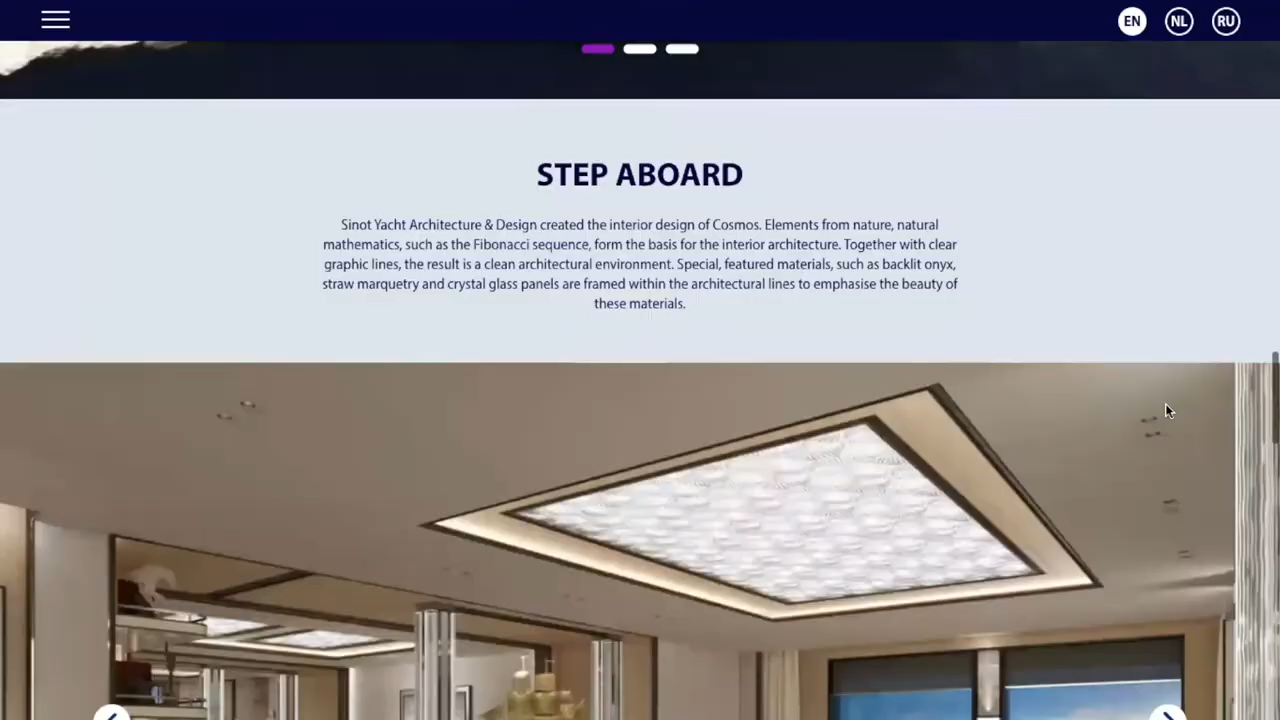 EN NL RU
STEP ABOARD
Sinot Yacht Architecture & Design created the interior design of Cosmos. Elements from nature, natural
mathematics, such as the Fibonacci sequence, form the basis for the interior architecture. Together with clear
graphic lines, the result is a clean architectural environment. Special, featured materials, such as backlit onyx,
straw marquetry and crystal glass panels are framed within the architectural lines to emphasise the beauty of
these materials.